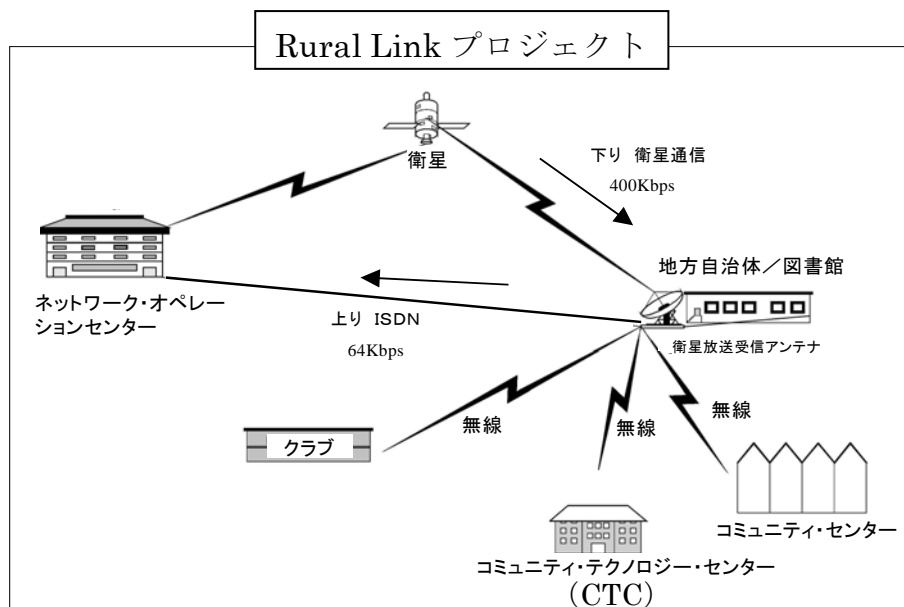 Rural Link プロジェクト
衛星
下り 衛星通信
400Kbps
地方自治体／図書館
ネットワーク・オペレー
ションセンター
上り ISDN
64Kbps
衛星放送受信アンテナ
無線
無線
無線
クラブ
コミュニティ・センター
コミュニティ・テクノロジー・センター
（CTC）